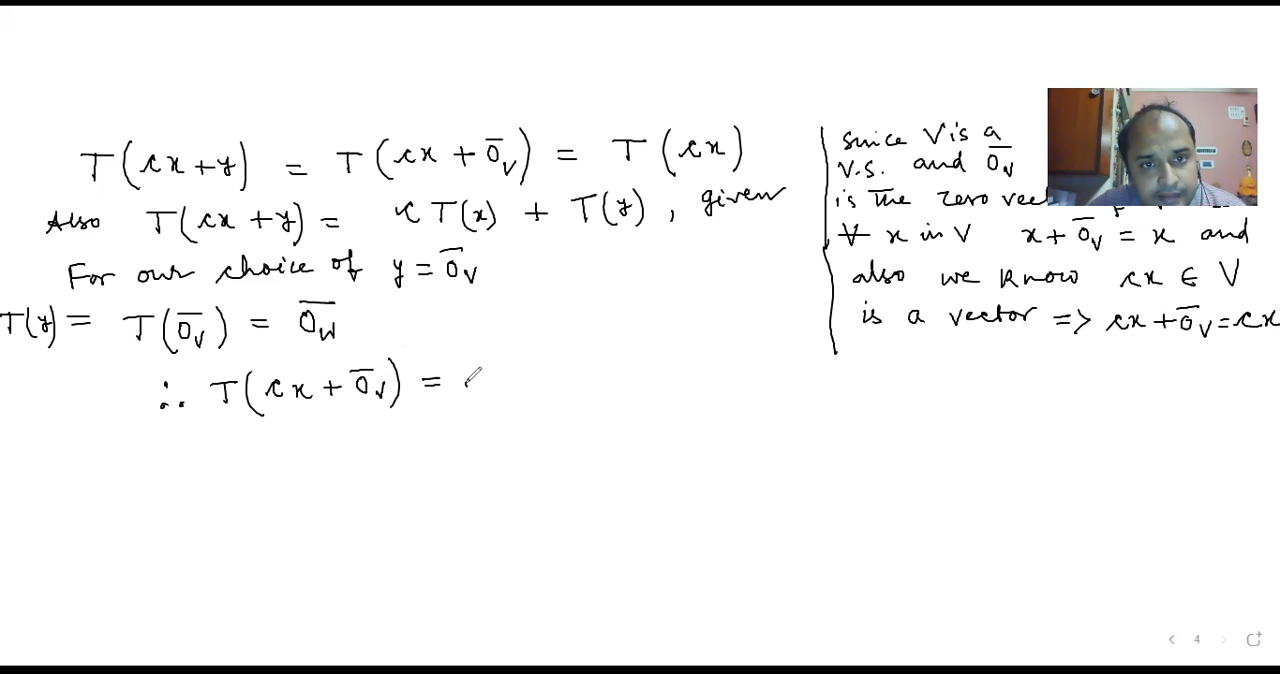 T(cx+y) = T(cx + 0̄_V) = T(cx)
Also T(cx+y) = c T(x) + T(y), given
For our choice of y = 0̄_V
T(y) = T(0̄_V) = 0̄_W
∴ T(cx + 0̄_V) =
Since V is a
V.S. and 0̄_V
is the zero
∀ x in V x + 0̄_V = x and
also we know cx ∈ V
is a vector => cx + 0̄_V = cx
4